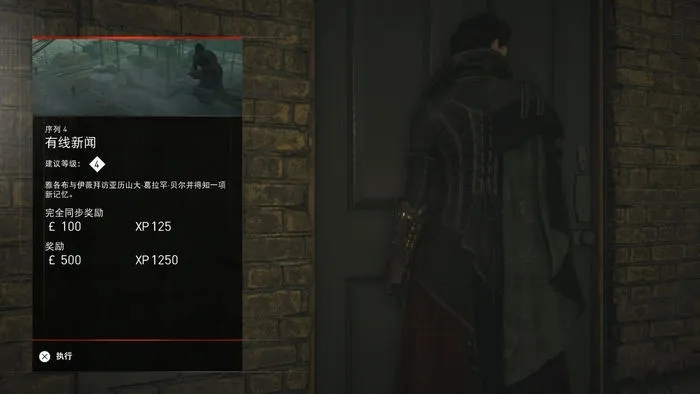 序列 4
有线新闻
建议等级： 4
雅各布与伊薇拜访亚历山大·葛拉罕·贝尔并得知一项
新记忆。
完全同步奖励
￡ 100 XP 125
奖励
￡ 500 XP 1250
执行